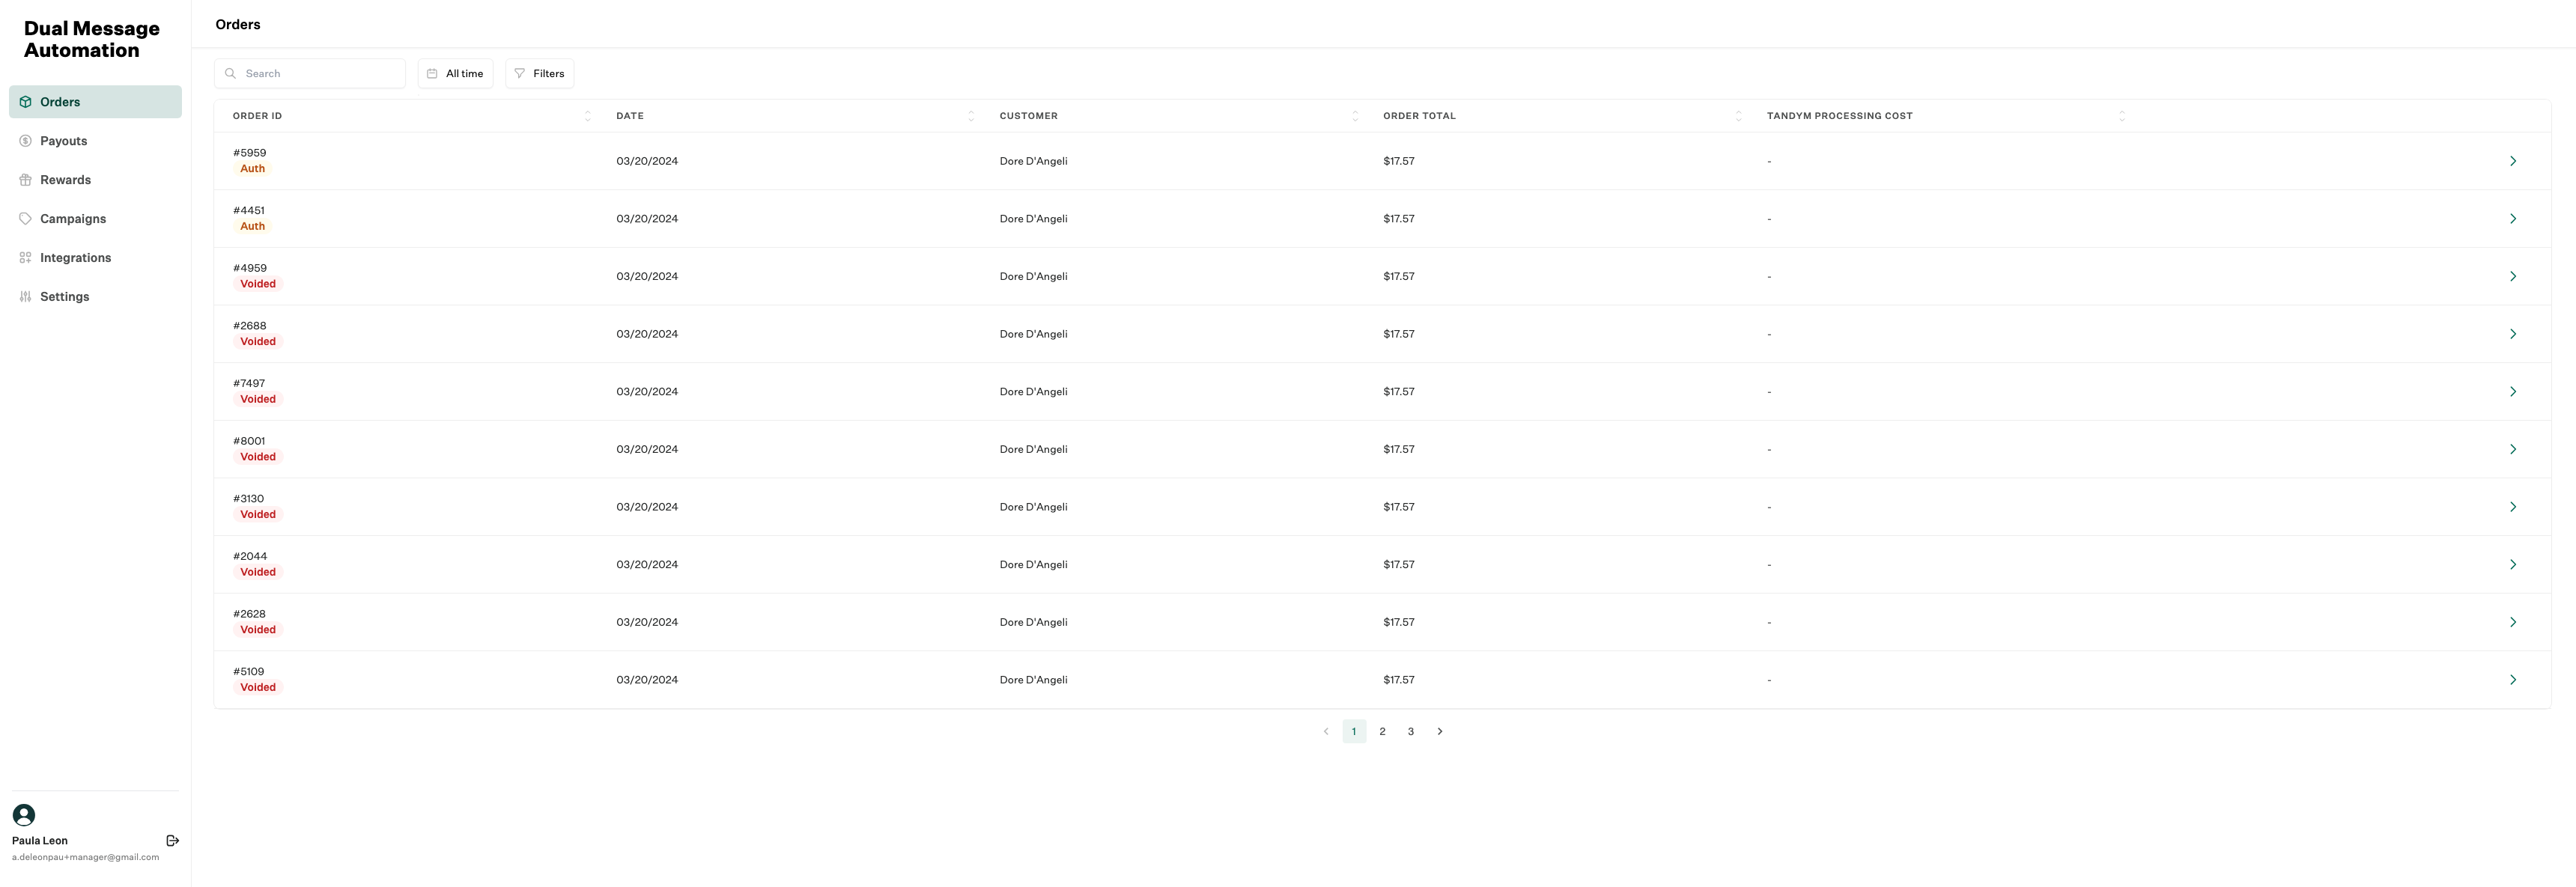 Dual Message
Automation
Orders
Payouts
Rewards
Campaigns
Integrations
Settings
Paula Leon
a.deleonpau+manager@gmail.com
Orders
Search All time Filters
ORDER ID DATE CUSTOMER ORDER TOTAL TANDYM PROCESSING COST
#5959
Auth
03/20/2024 Dore D'Angeli $17.57 -
#4451
Auth
03/20/2024 Dore D'Angeli $17.57 -
#4959
Voided
03/20/2024 Dore D'Angeli $17.57 -
#2688
Voided
03/20/2024 Dore D'Angeli $17.57 -
#7497
Voided
03/20/2024 Dore D'Angeli $17.57 -
#8001
Voided
03/20/2024 Dore D'Angeli $17.57 -
#3130
Voided
03/20/2024 Dore D'Angeli $17.57 -
#2044
Voided
03/20/2024 Dore D'Angeli $17.57 -
#2628
Voided
03/20/2024 Dore D'Angeli $17.57 -
#5109
Voided
03/20/2024 Dore D'Angeli $17.57 -
1 2 3